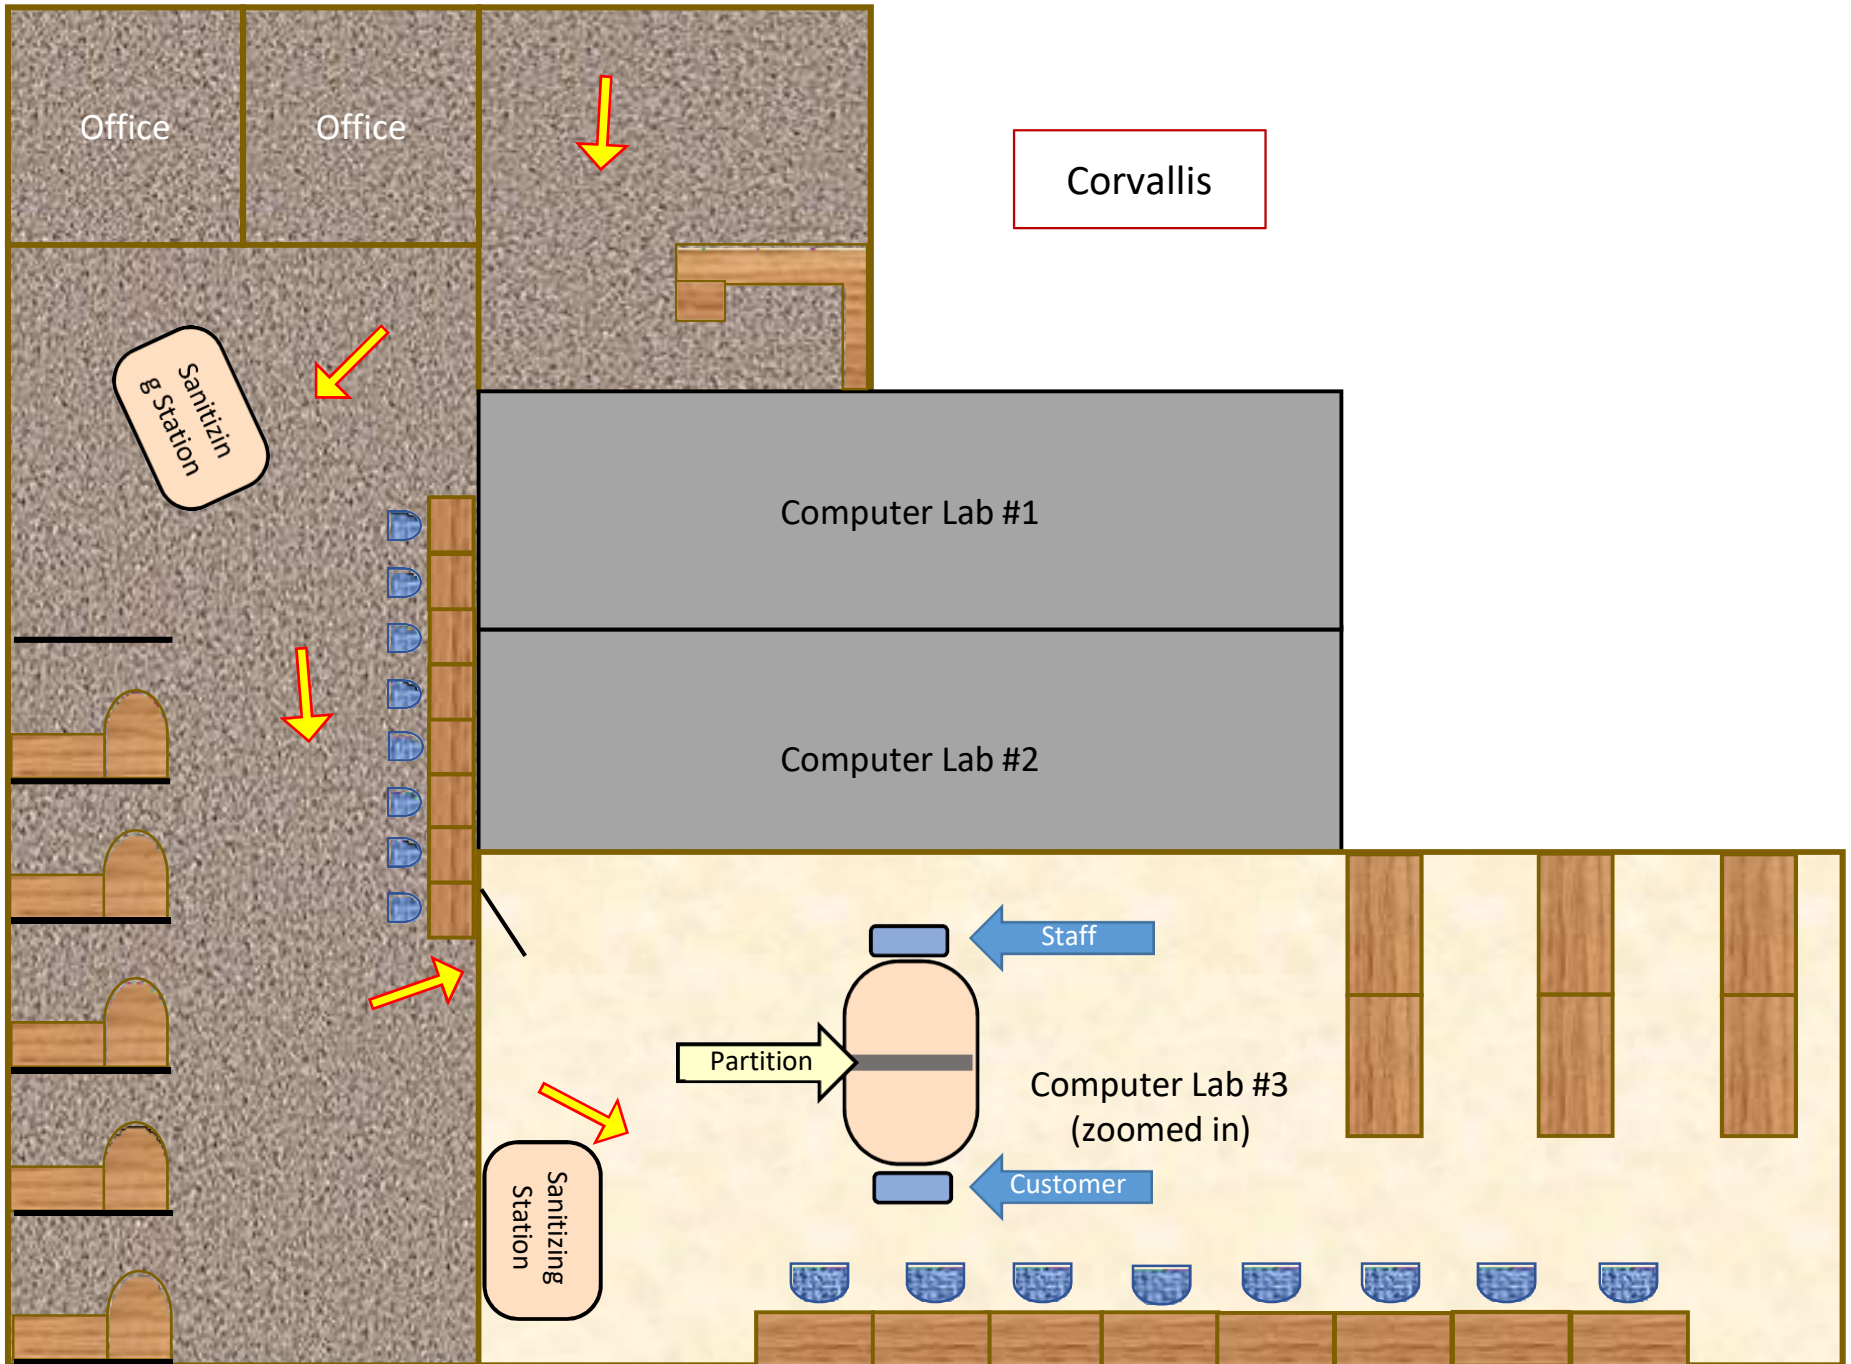 Office
Office
Corvallis
Sanitizin
g Station
Computer Lab #1
Computer Lab #2
Staff
Partition
Computer Lab #3
(zoomed in)
Customer
Sanitizing
Station